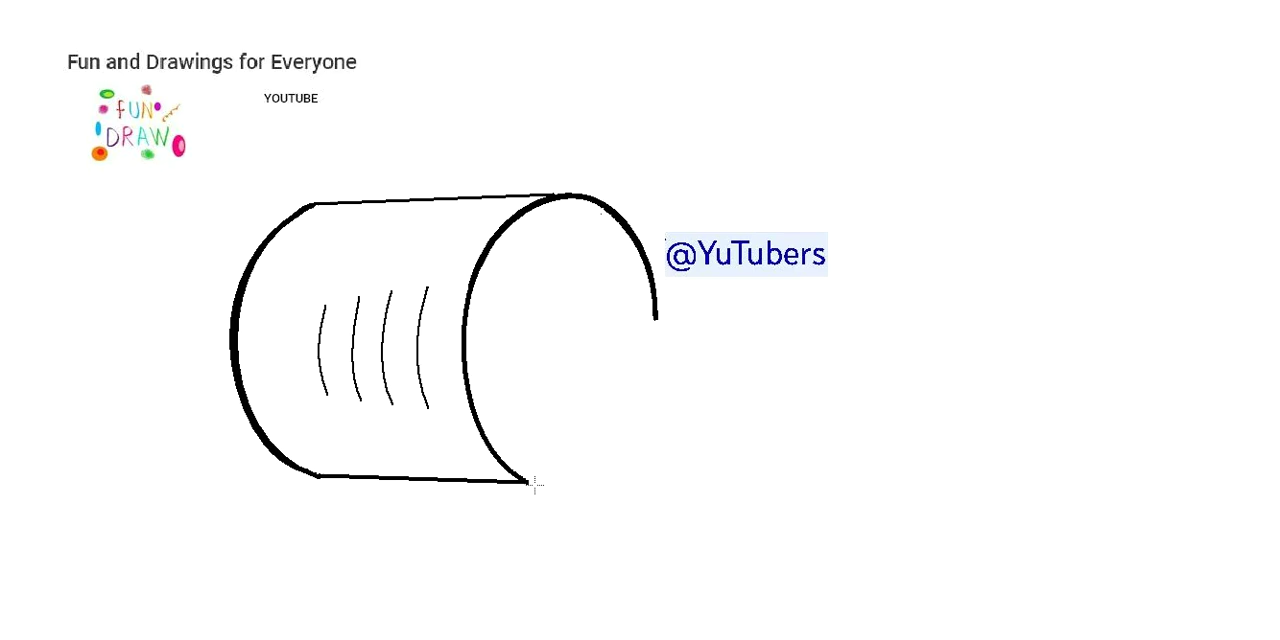 Fun and Drawings for Everyone
FUN
DRAW
YOUTUBE
@YuTubers